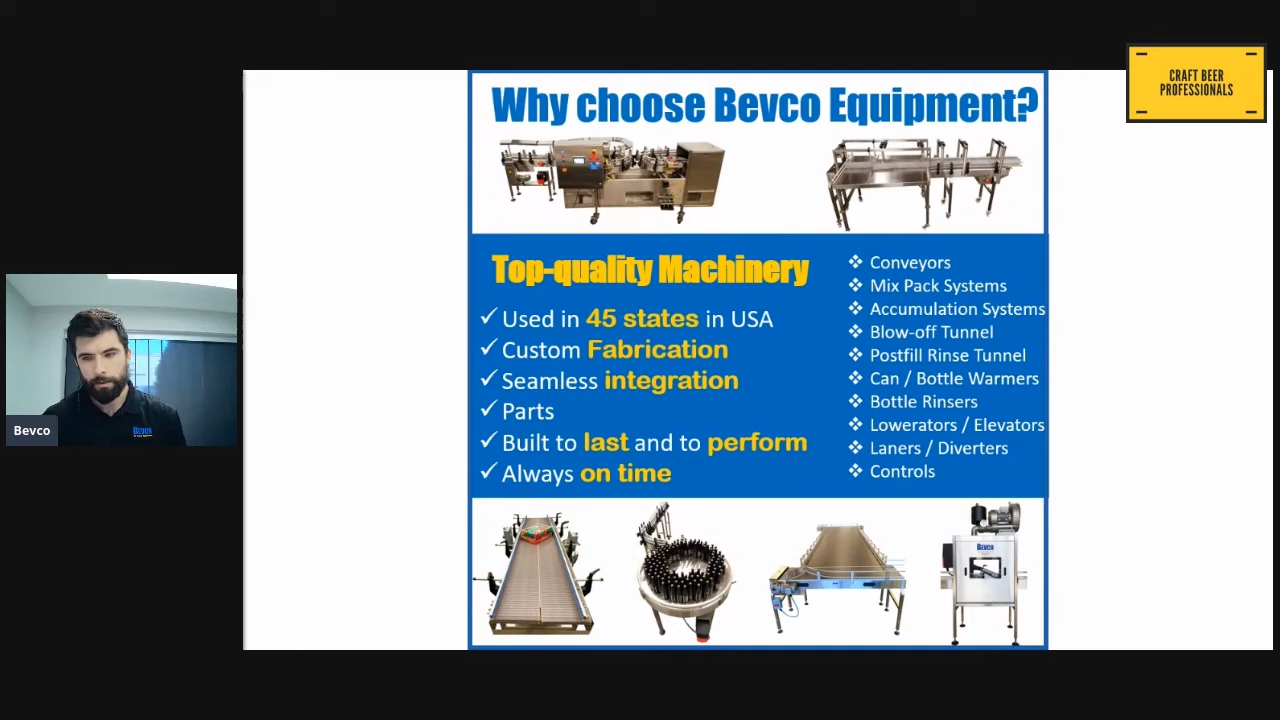 CRAFT BEER
PROFESSIONALS
Why choose Bevco Equipment?
Top-quality Machinery
✓ Used in 45 states in USA
✓ Custom Fabrication
✓ Seamless integration
✓ Parts
✓ Built to last and to perform
✓ Always on time
❖ Conveyors
❖ Mix Pack Systems
❖ Accumulation Systems
❖ Blow-off Tunnel
❖ Postfill Rinse Tunnel
❖ Can / Bottle Warmers
❖ Bottle Rinsers
❖ Lowerators / Elevators
❖ Laners / Diverters
❖ Controls
Bevco
Bevco
Bevco